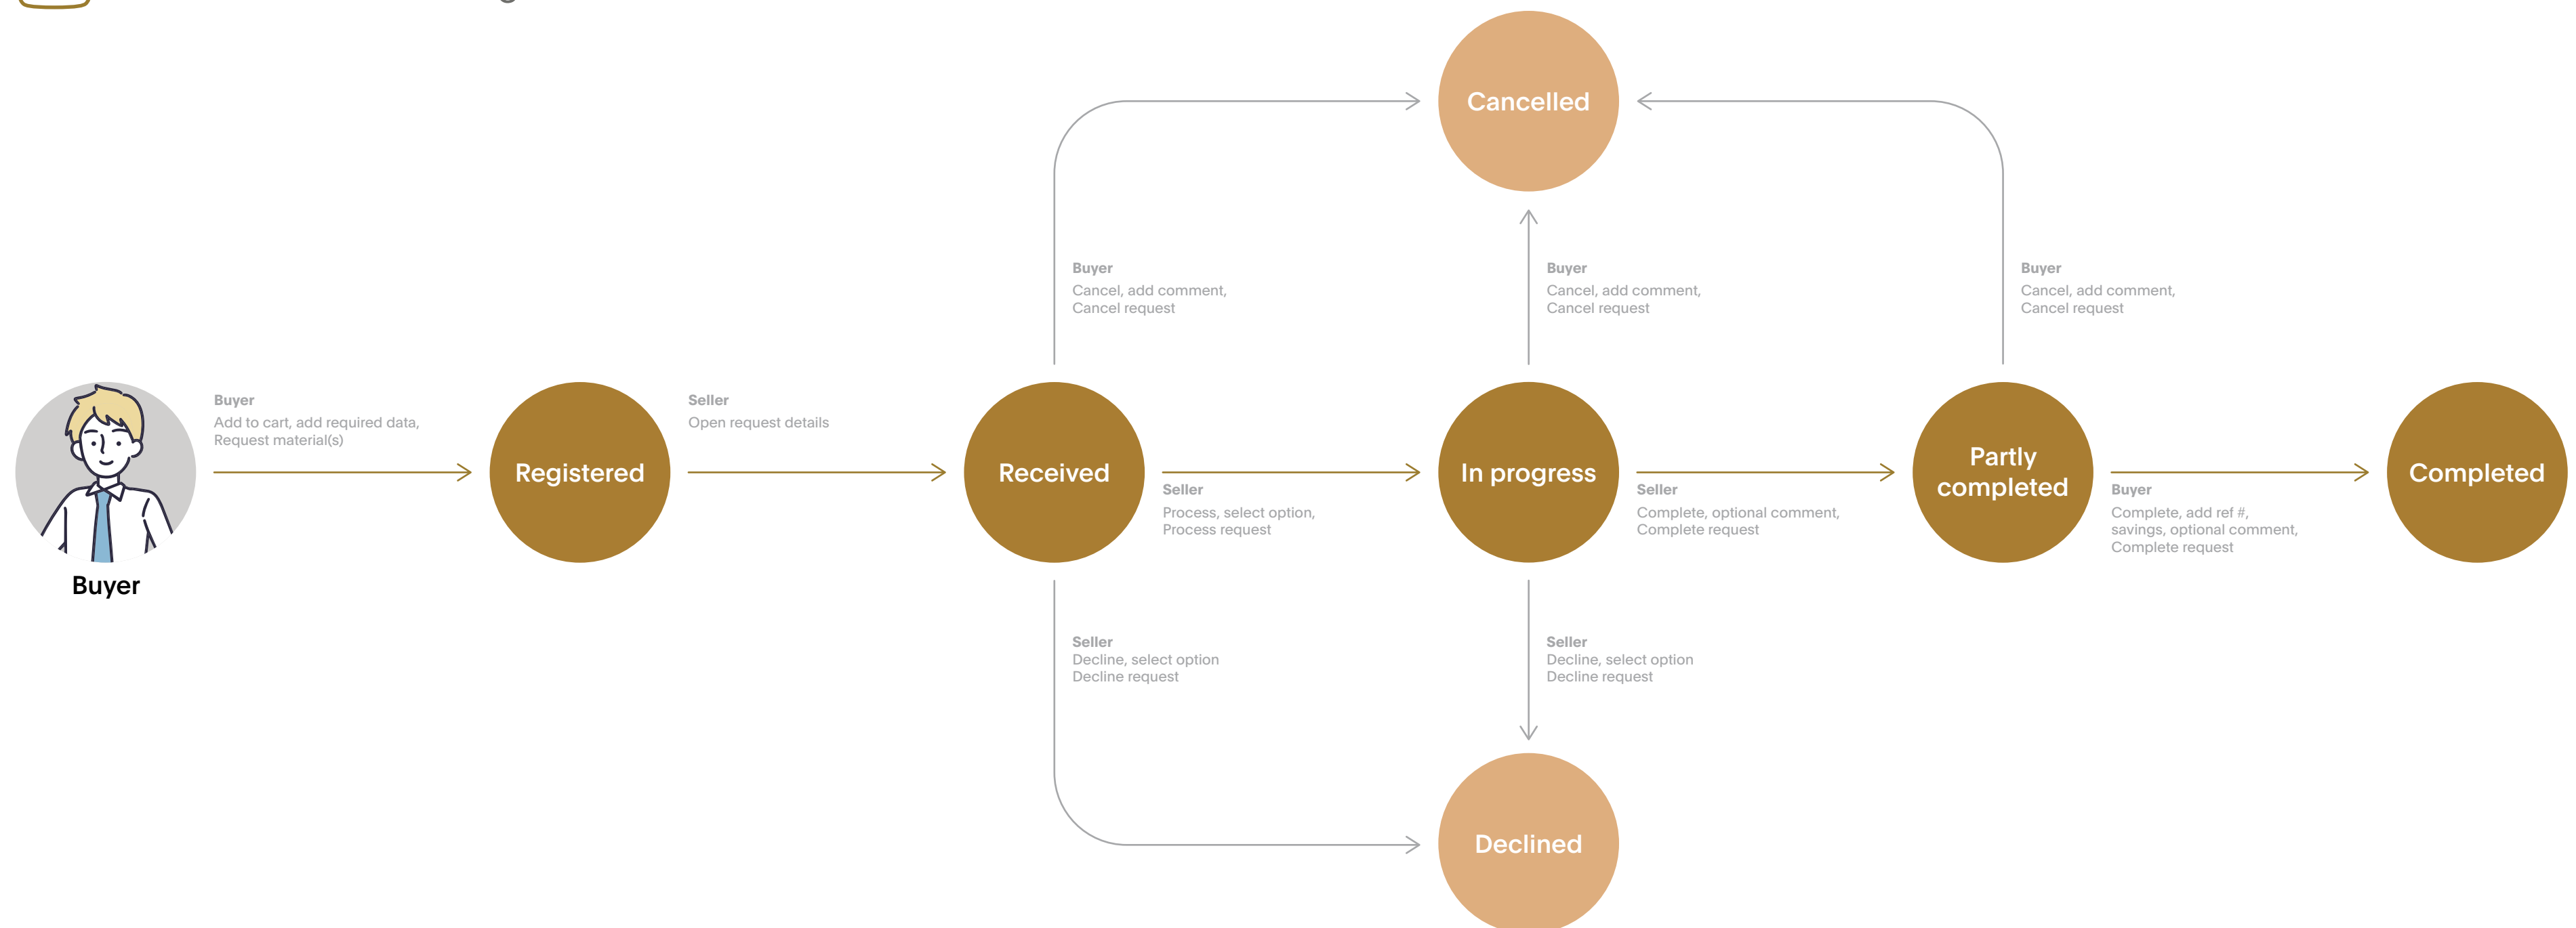 Cancelled
Buyer
Cancel, add comment,
Cancel request
Buyer
Cancel, add comment,
Cancel request
Buyer
Cancel, add comment,
Cancel request
Buyer
Buyer
Add to cart, add required data,
Request material(s)
Registered
Seller
Open request details
Received
Seller
Process, select option,
Process request
In progress
Seller
Complete, optional comment,
Complete request
Partly
completed
Buyer
Complete, add ref #,
savings, optional comment,
Complete request
Completed
Seller
Decline, select option
Decline request
Seller
Decline, select option
Decline request
Declined